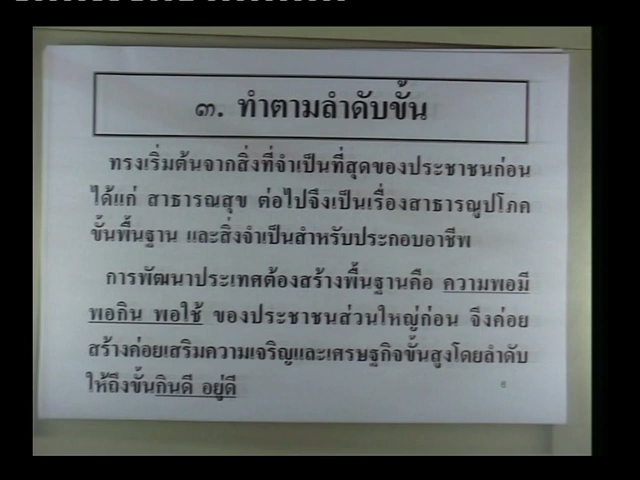 ๓. ทำตามลำดับขั้น
ทรงเริ่มต้นจากสิ่งที่จำเป็นที่สุดของประชาชนก่อน
ได้แก่ สาธารณสุข ต่อไปจึงเป็นเรื่องสาธารณูปโภค
ขั้นพื้นฐาน และสิ่งจำเป็นสำหรับประกอบอาชีพ
การพัฒนาประเทศต้องสร้างพื้นฐานคือ ความพอมี
พอกิน พอใช้ ของประชาชนส่วนใหญ่ก่อน จึงค่อย
สร้างค่อยเสริมความเจริญและเศรษฐกิจขั้นสูงโดยลำดับ
ให้ถึงขั้นกินดี อยู่ดี